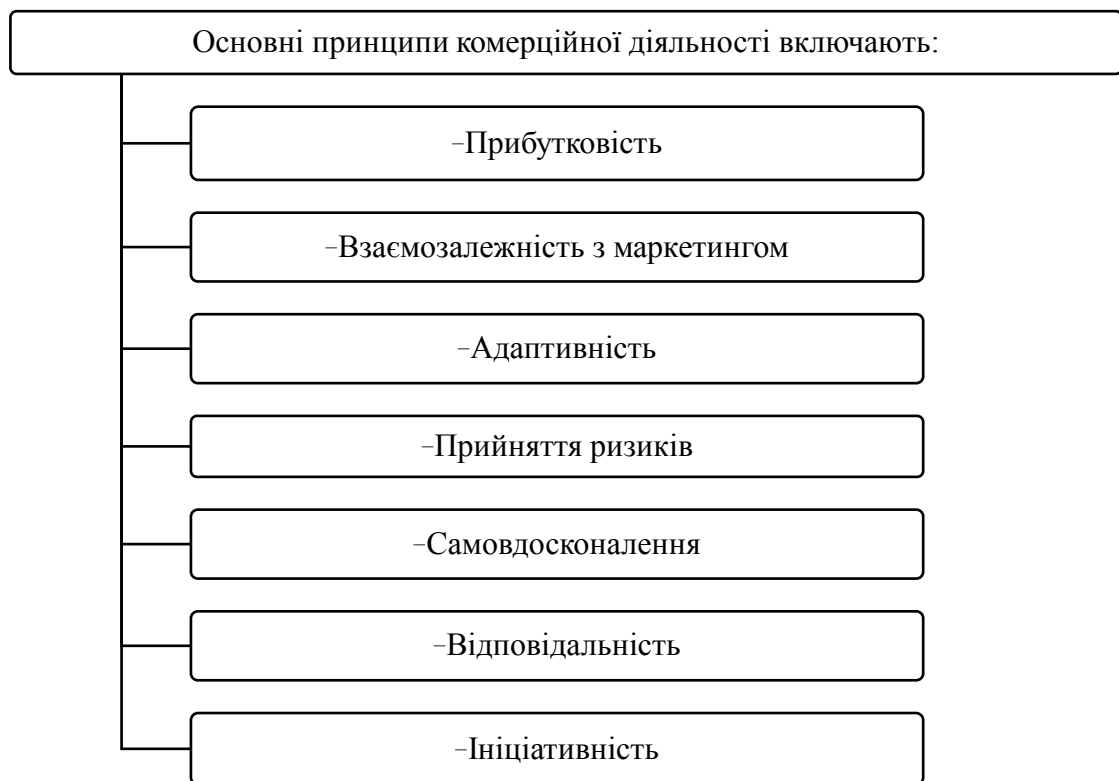 Основні принципи комерційної діяльності включають:
−Прибутковість
−Взаємозалежність з маркетингом
−Адаптивність
−Прийняття ризиків
−Самовдосконалення
−Відповідальність
−Ініціативність